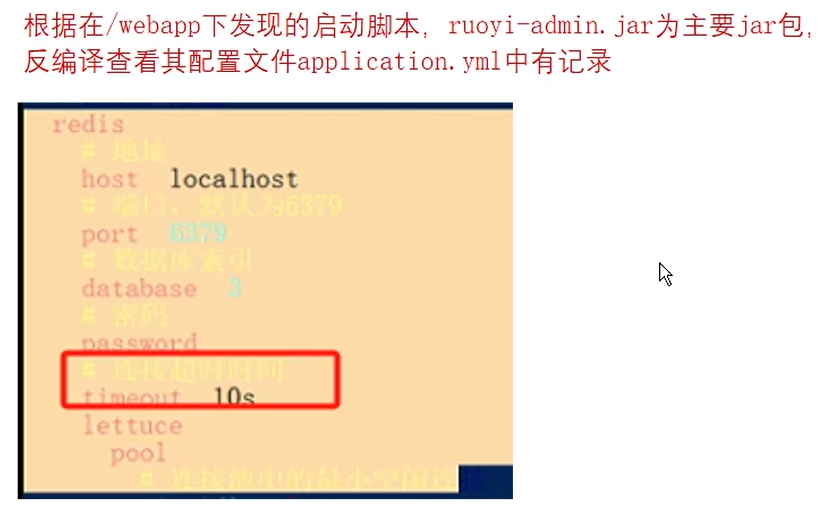 根据在/webapp下发现的启动脚本，ruoyi-admin.jar为主要jar包，
反编译查看其配置文件application.yml中有记录
redis
# 地址
host localhost
# 端口，默认为6379
port 6379
# 数据库索引
database 3
# 密码
password
# 连接超时时间
timeout 10s
lettuce
pool
# 连接池中的最小空闲连接